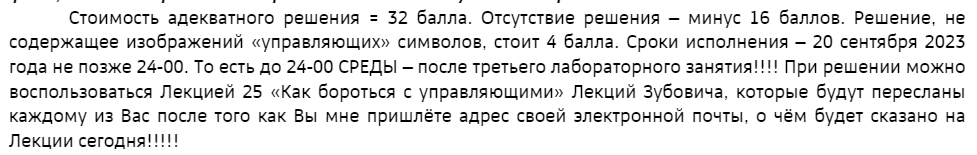 Стоимость адекватного решения = 32 балла. Отсутствие решения – минус 16 баллов. Решение, не
содержащее изображений «управляющих» символов, стоит 4 балла. Сроки исполнения – 20 сентября 2023
года не позже 24-00. То есть до 24-00 СРЕДЫ – после третьего лабораторного занятия!!!! При решении можно
воспользоваться Лекцией 25 «Как бороться с управляющими» Лекций Зубовича, которые будут пересланы
каждому из Вас после того как Вы мне пришлёте адрес своей электронной почты, о чём будет сказано на
Лекции сегодня!!!!!